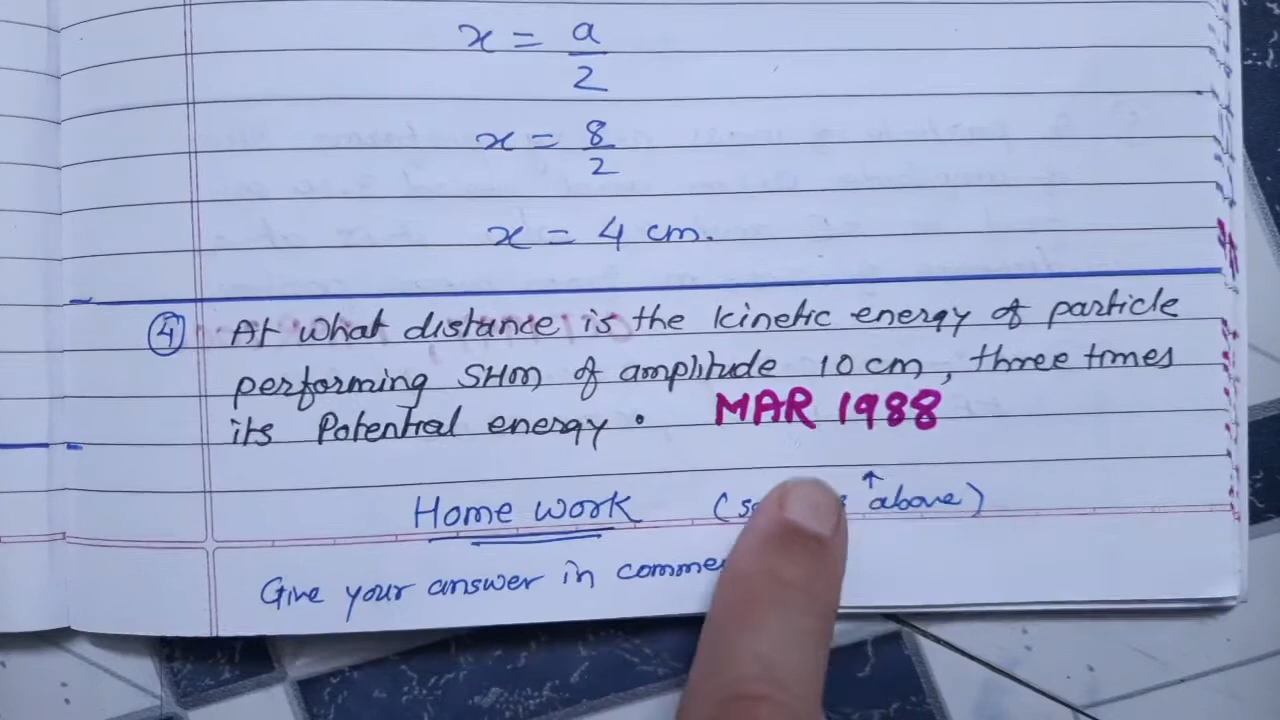 x = a/2
x = 8/2
x = 4 cm.
④ At what distance is the kinetic energy of particle
performing SHM of amplitude 10 cm, three times
its Potential energy. MAR 1988
Home work ( ↑ above)
Give your answer in